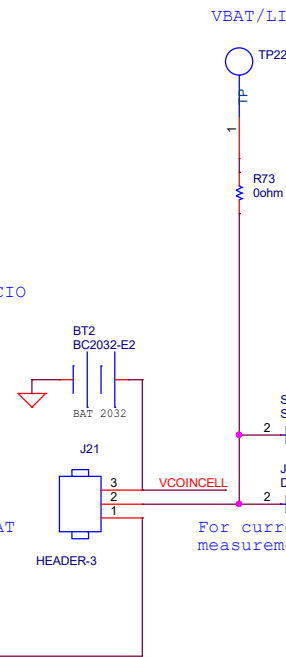 VBAT/LI
TP22
TP
1
R73
0ohm
CIO
BT2
BC2032-E2
BAT 2032
S
S
2
J21
3
VCOINCELL
2
1
J
D
2
AT
For curr
measurem
HEADER-3